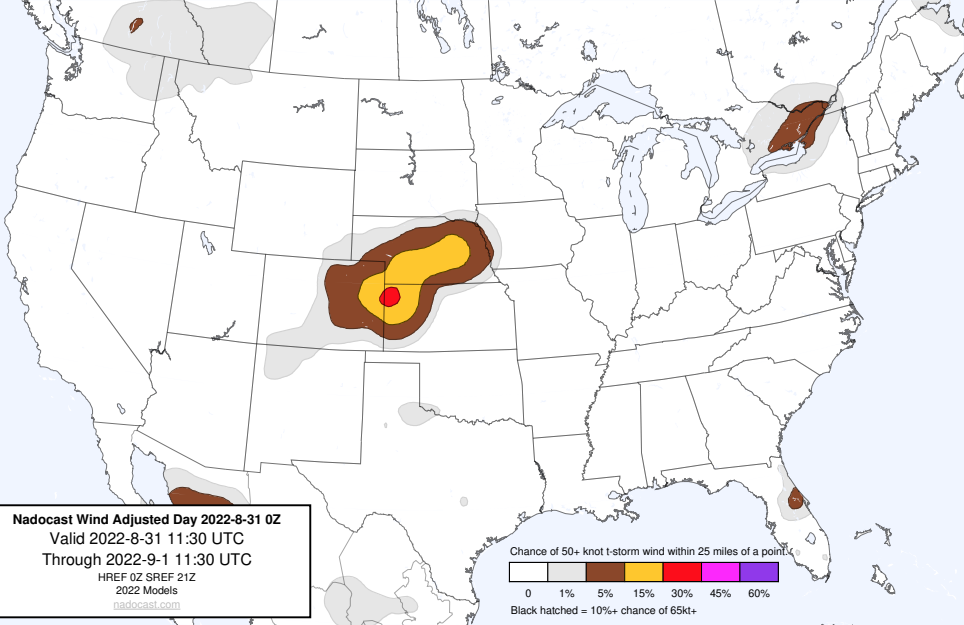 Nadocast Wind Adjusted Day 2022-8-31 0Z
Valid 2022-8-31 11:30 UTC
Through 2022-9-1 11:30 UTC
HREF 0Z SREF 21Z
2022 Models
nadocast.com
Chance of 50+ knot t-storm wind within 25 miles of a point.
0 1% 5% 15% 30% 45% 60%
Black hatched = 10%+ chance of 65kt+